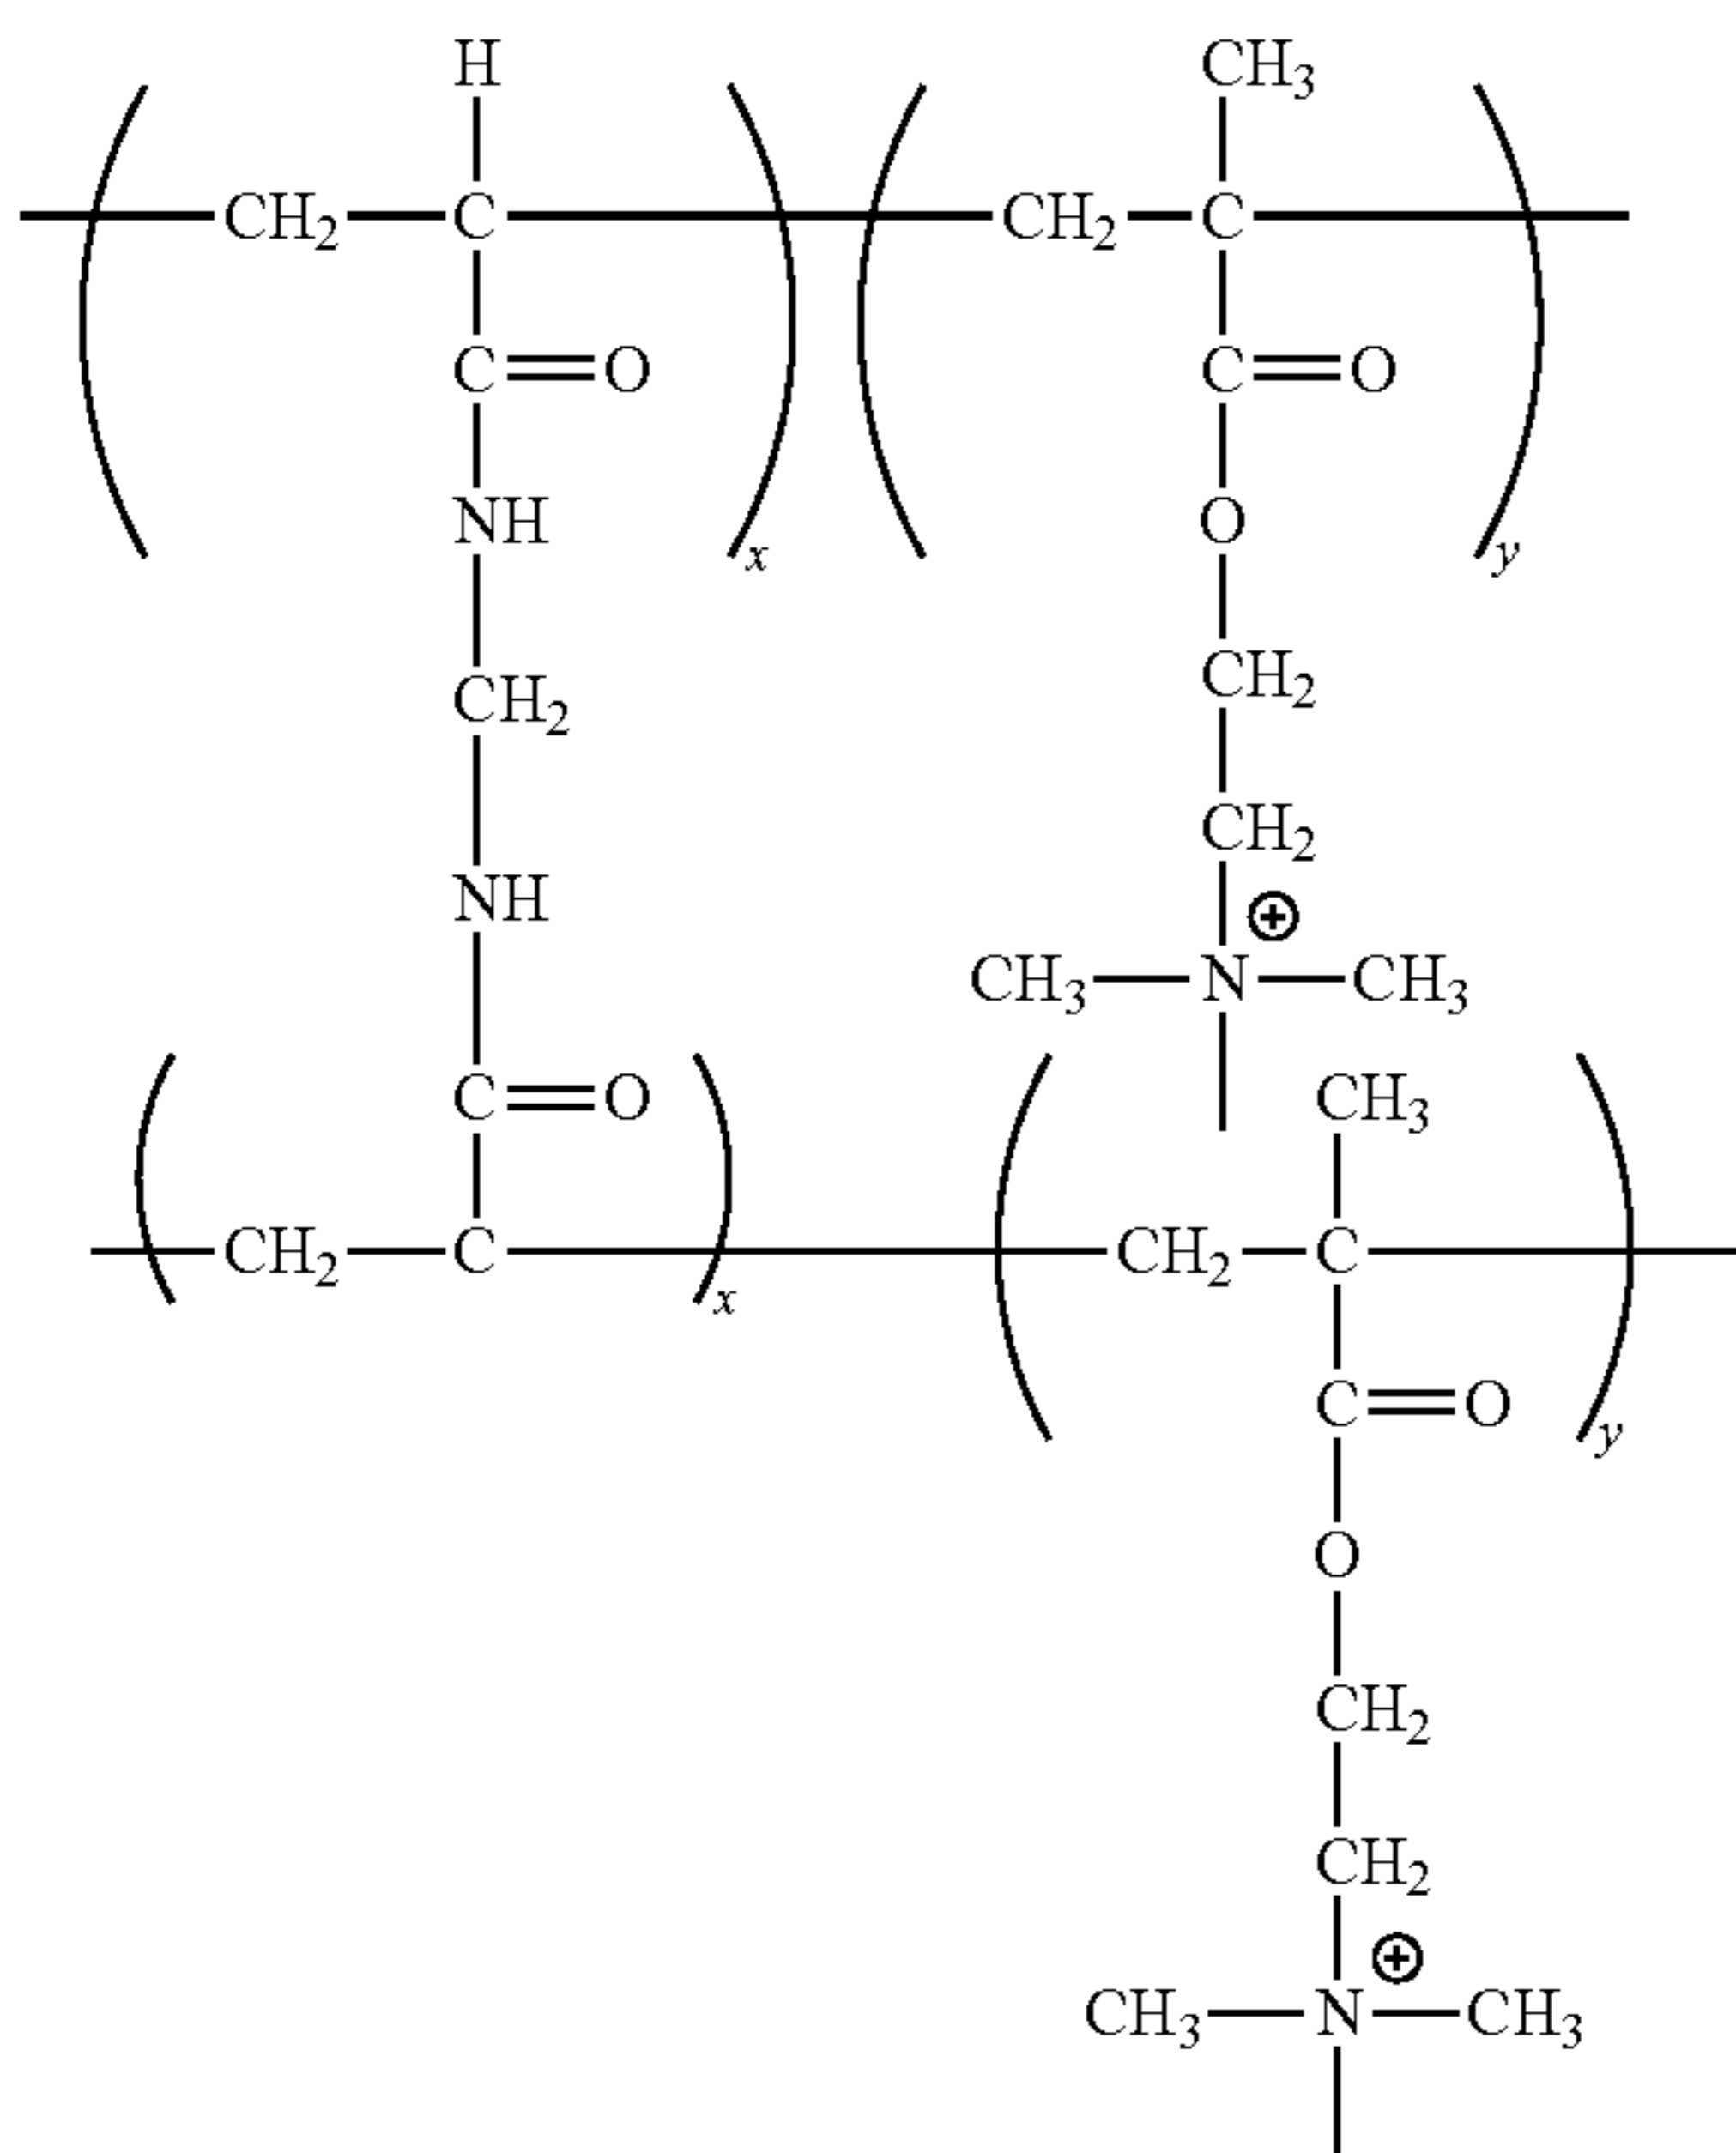 H CH₃
CH₂ C CH₂ C
C O C O
NH O
x y
CH₂ CH₂
CH₂
NH ⊕
CH₃ N CH₃
C O CH₃
CH₂ C CH₂ C
x
C O
y
O
CH₂
CH₂
⊕
CH₃ N CH₃